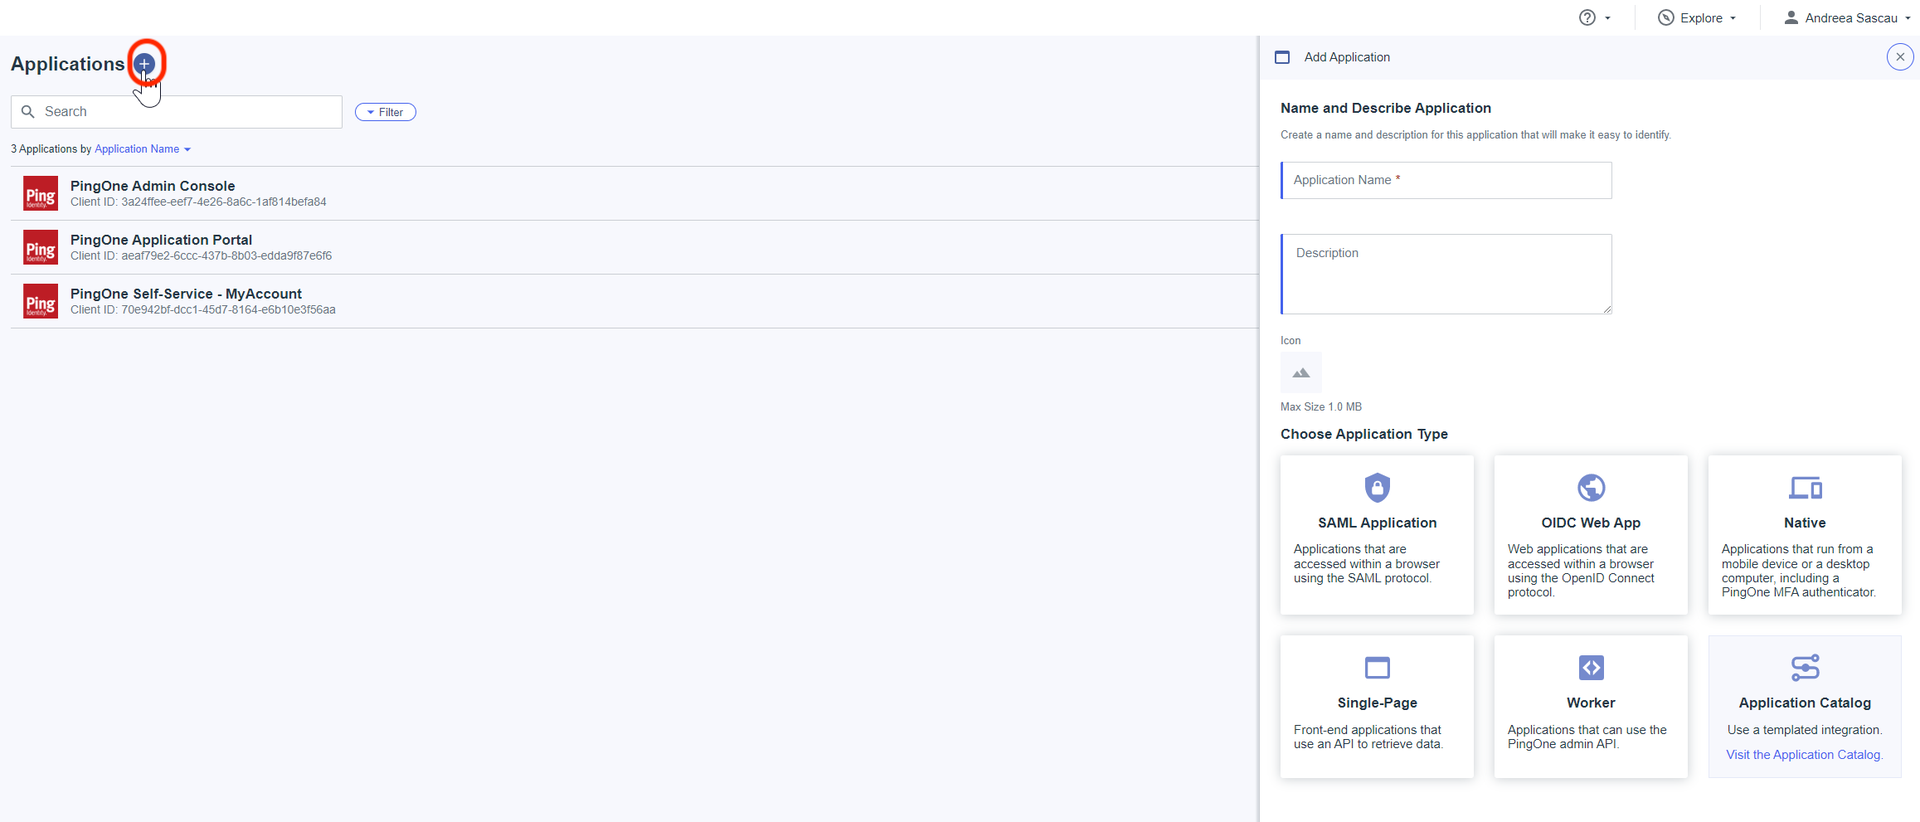 Explore
Andreea Sascau
Applications
Search
Filter
3 Applications by Application Name
Ping
Identity.
PingOne Admin Console
Client ID: 3a24ffee-eef7-4e26-8a6c-1af814befa84
Ping
Identity.
PingOne Application Portal
Client ID: aeaf79e2-6ccc-437b-8b03-edda9f87e6f6
Ping
Identity.
PingOne Self-Service - MyAccount
Client ID: 70e942bf-dcc1-45d7-8164-e6b10e3f56aa
Add Application
Name and Describe Application
Create a name and description for this application that will make it easy to identify.
Application Name *
Description
Icon
Max Size 1.0 MB
Choose Application Type
SAML Application
Applications that are
accessed within a browser
using the SAML protocol.
OIDC Web App
Web applications that are
accessed within a browser
using the OpenID Connect
protocol.
Native
Applications that run from a
mobile device or a desktop
computer, including a
PingOne MFA authenticator.
Single-Page
Front-end applications that
use an API to retrieve data.
Worker
Applications that can use the
PingOne admin API.
Application Catalog
Use a templated integration.
Visit the Application Catalog.